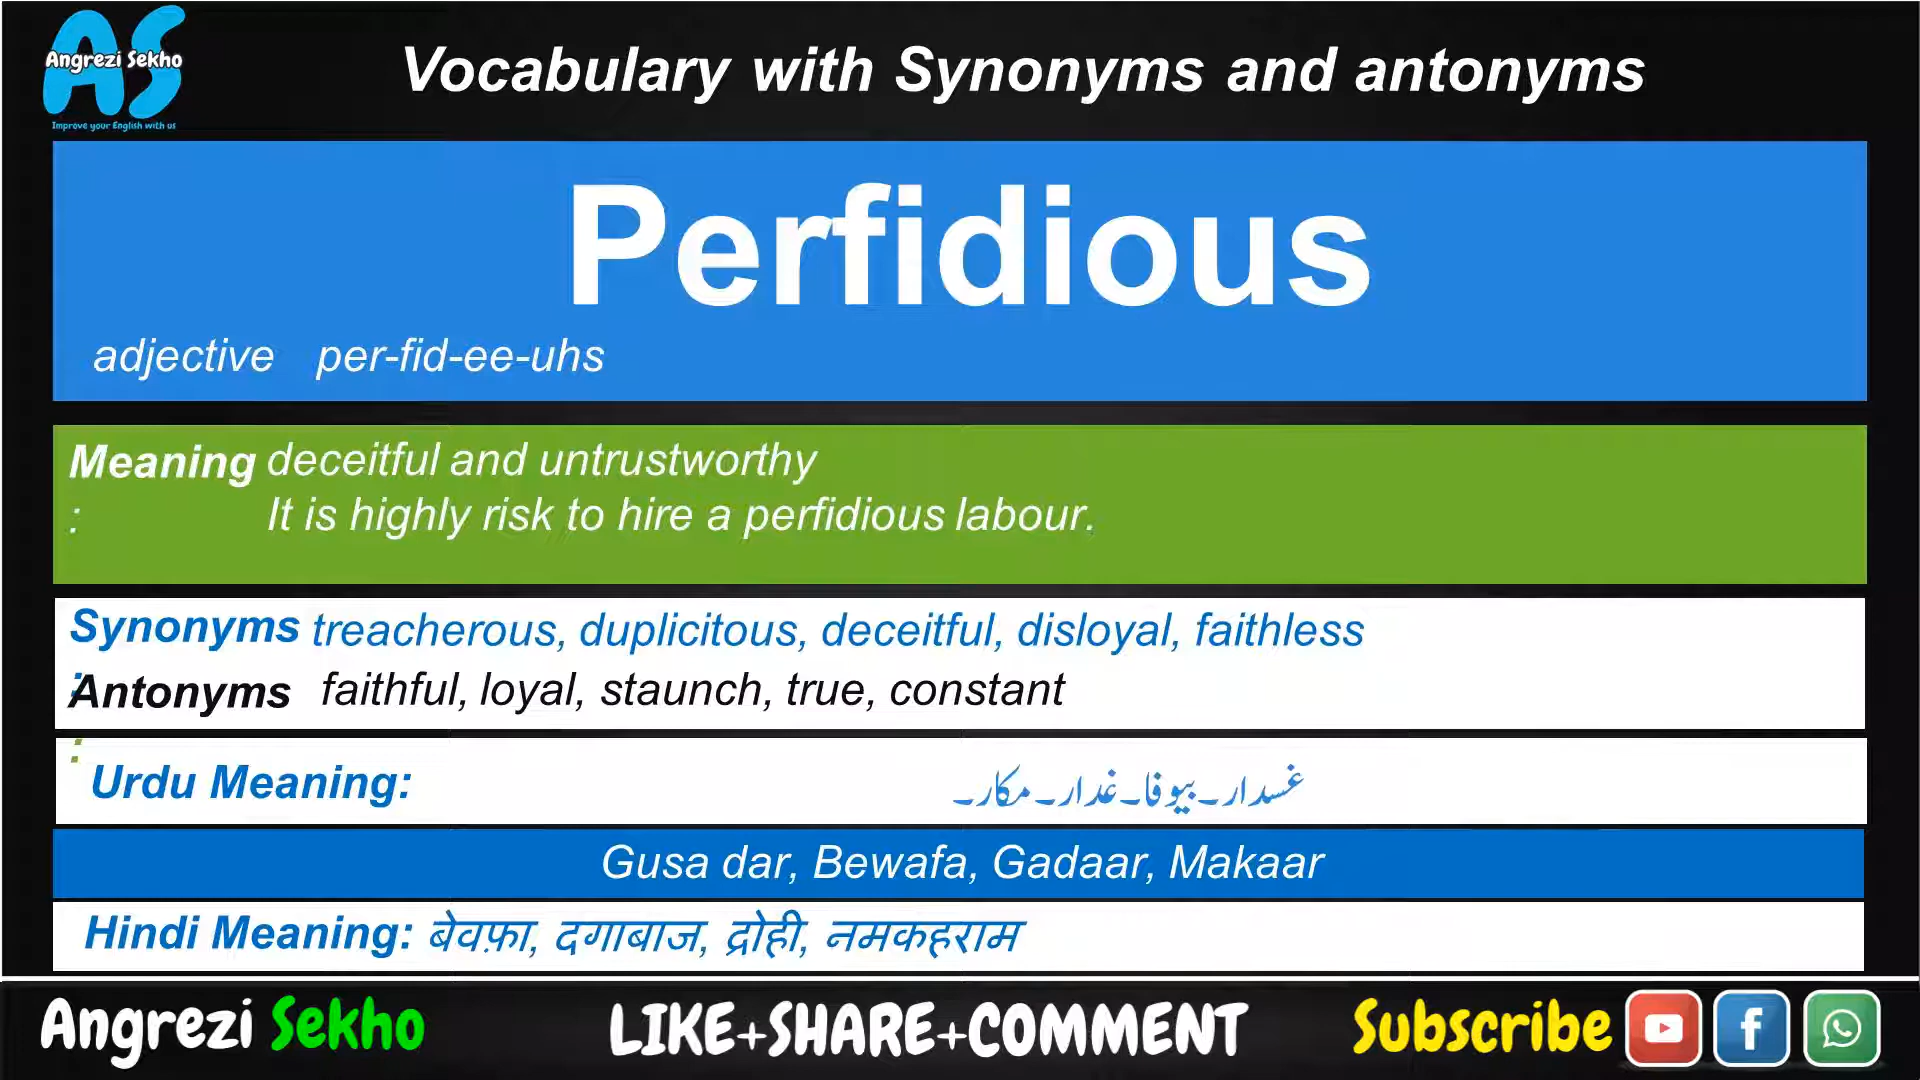 AS
Angrezi Sekho
Improve your English with us
Vocabulary with Synonyms and antonyms
Perfidious
adjective per-fid-ee-uhs
Meaning deceitful and untrustworthy
: It is highly risk to hire a perfidious labour.
Synonyms treacherous, duplicitous, deceitful, disloyal, faithless
:
Antonyms faithful, loyal, staunch, true, constant
:
Urdu Meaning: غسدار۔بیوفا۔غدار۔مکار۔
Gusa dar, Bewafa, Gadaar, Makaar
Hindi Meaning: बेवफ़ा, दगाबाज, द्रोही, नमकहराम
Angrezi Sekho LIKE+SHARE+COMMENT Subscribe